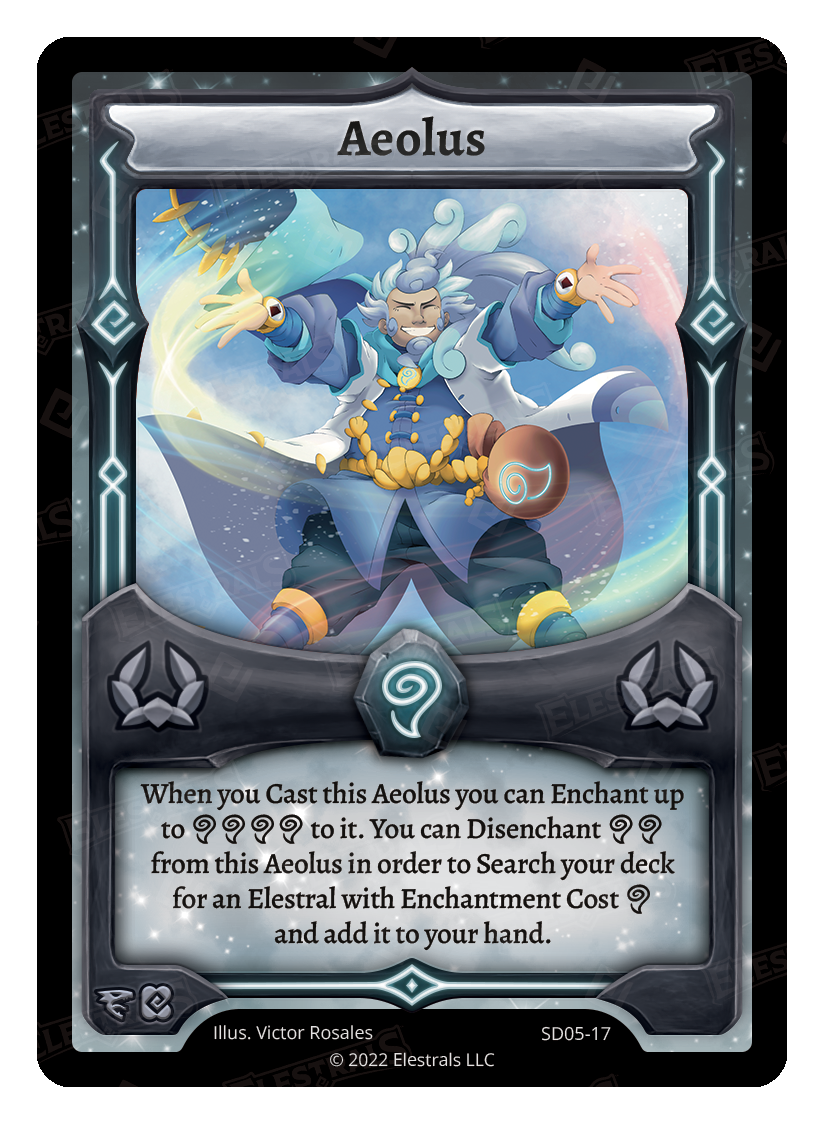 Aeolus
When you Cast this Aeolus you can Enchant up
to to it. You can Disenchant
from this Aeolus in order to Search your deck
for an Elestral with Enchantment Cost
and add it to your hand.
Illus. Victor Rosales
SD05-17
© 2022 Elestrals LLC